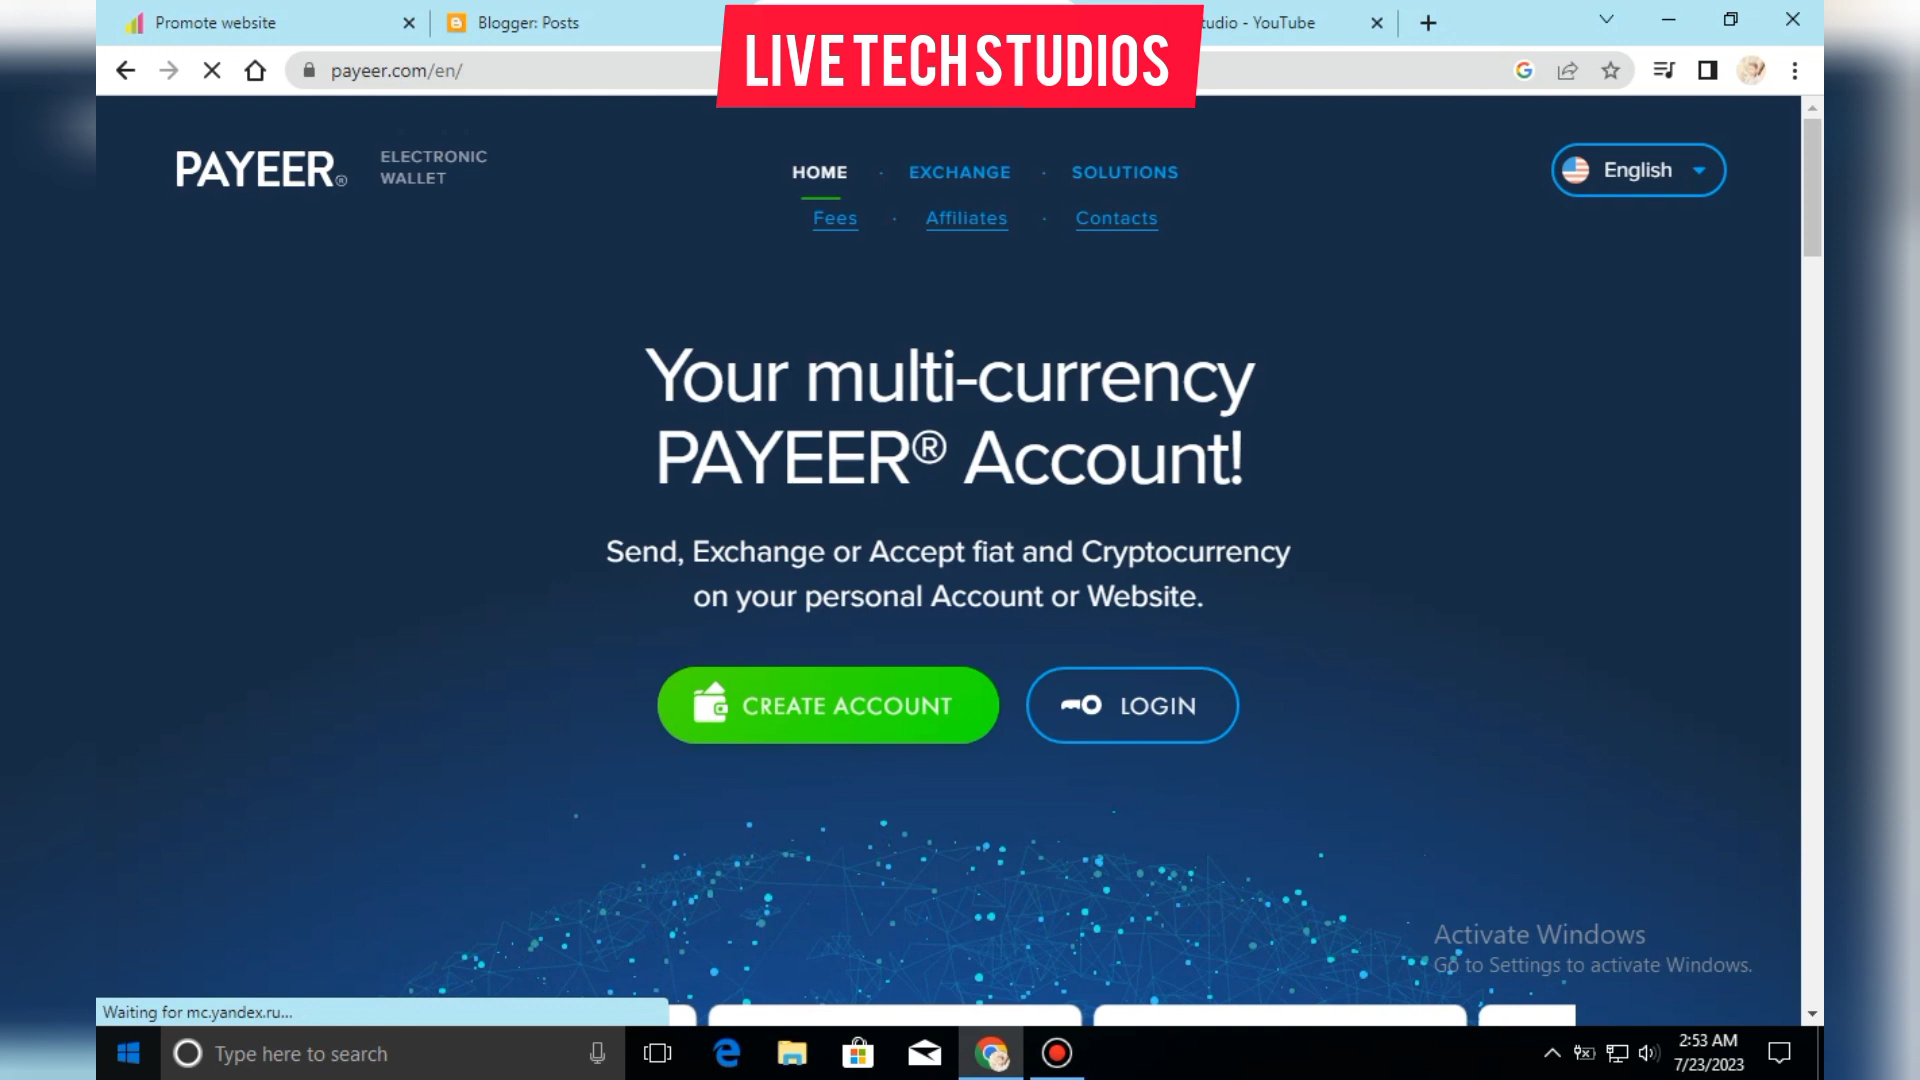 Promote website
Blogger: Posts
LIVE TECH STUDIOS
tudio - YouTube
payeer.com/en/
PAYEER®
ELECTRONIC
WALLET
HOME · EXCHANGE · SOLUTIONS
Fees · Affiliates · Contacts
English
Your multi-currency
PAYEER® Account!
Send, Exchange or Accept fiat and Cryptocurrency
on your personal Account or Website.
CREATE ACCOUNT
LOGIN
Activate Windows
Go to Settings to activate Windows.
Waiting for mc.yandex.ru...
Type here to search
2:53 AM
7/23/2023